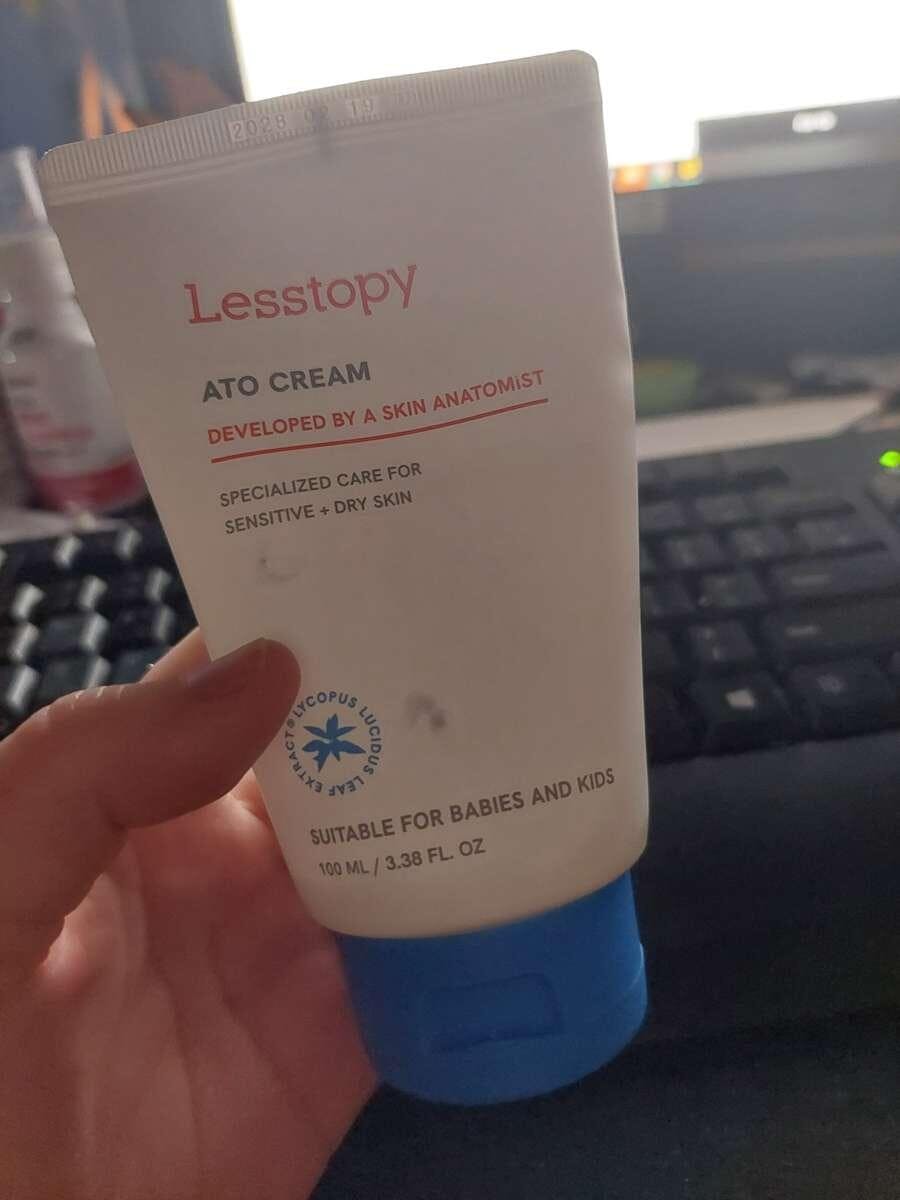 2028 02 19
Lesstopy
ATO CREAM
DEVELOPED BY A SKIN ANATOMiST
SPECIALIZED CARE FOR
SENSITIVE + DRY SKIN
LYCOPUS LUCIDUS LEAF EXTRACT®
SUITABLE FOR BABIES AND KIDS
100 ML / 3.38 FL. OZ